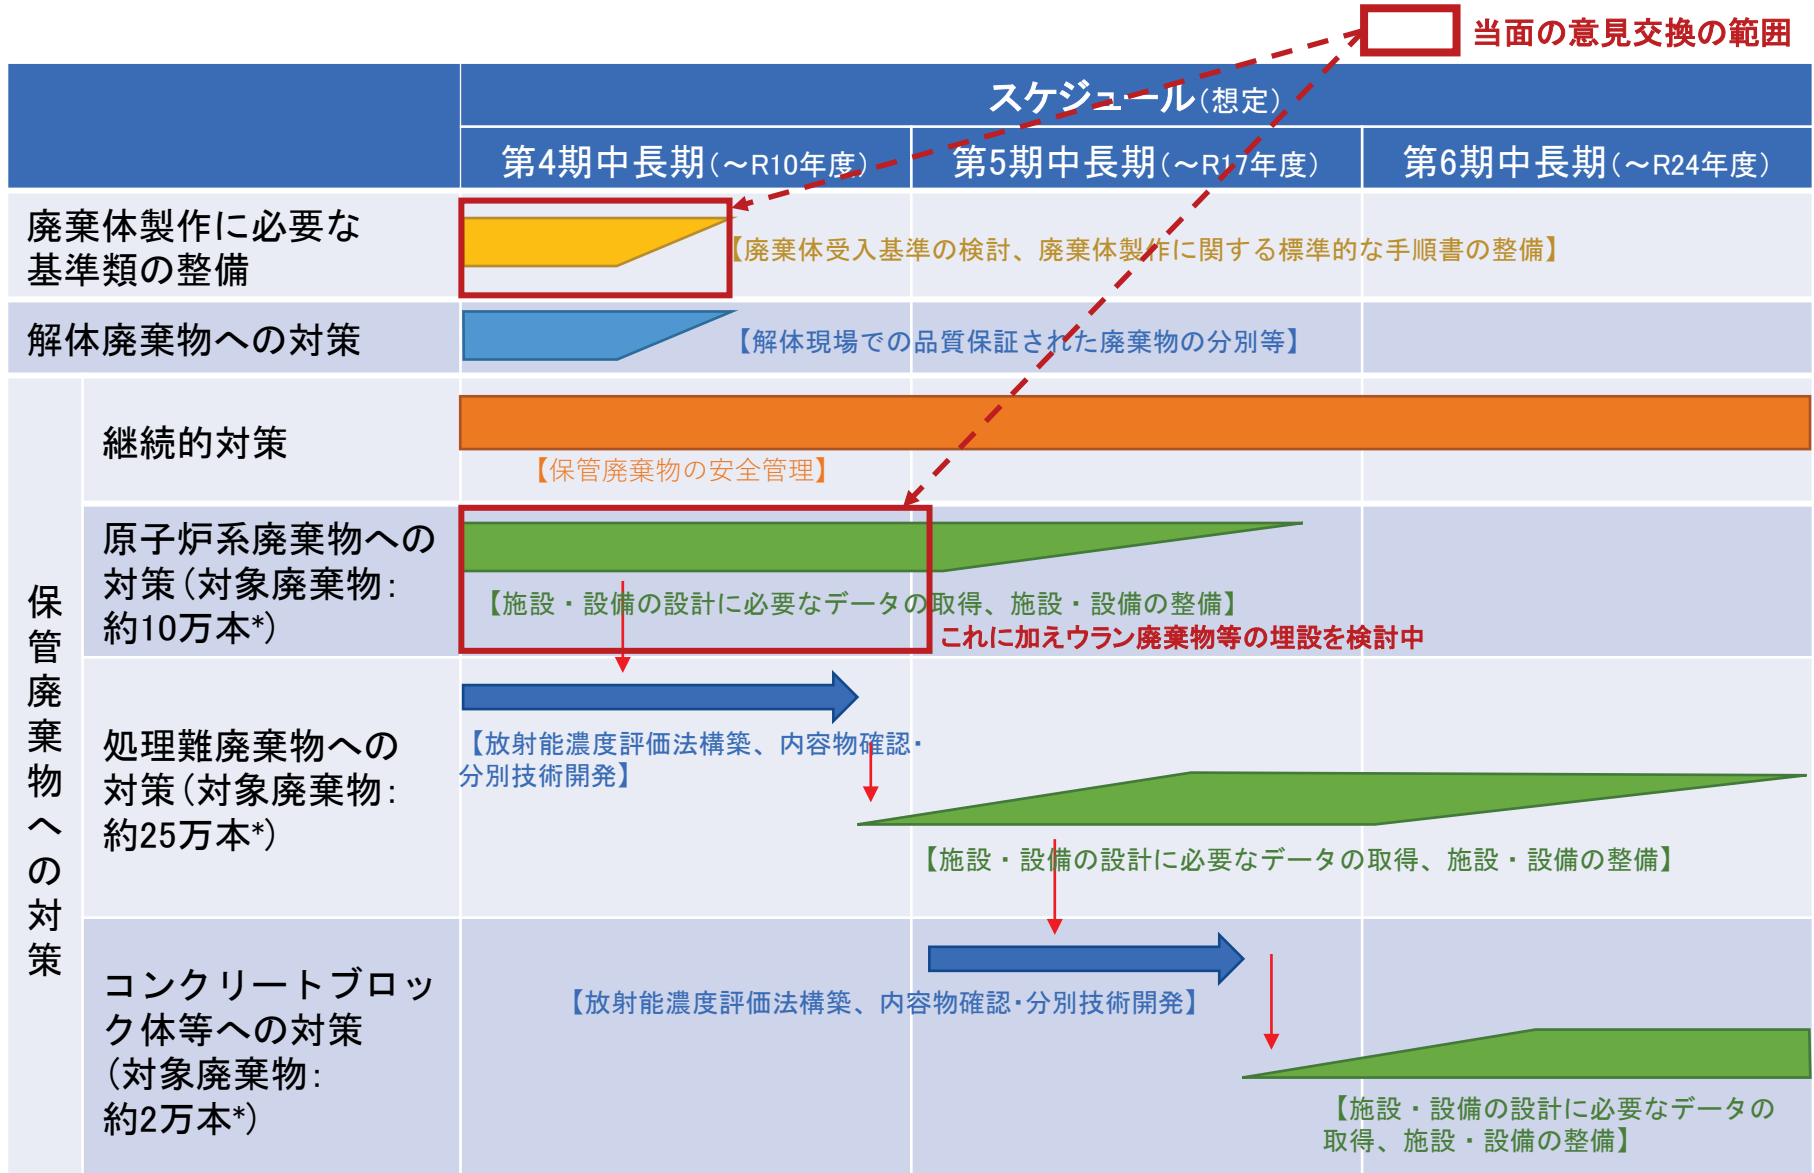 当面の意見交換の範囲
スケジュール(想定)
第4期中長期(～R10年度)
第5期中長期(～R17年度)
第6期中長期(～R24年度)
廃棄体製作に必要な
基準類の整備
【廃棄体受入基準の検討、廃棄体製作に関する標準的な手順書の整備】
解体廃棄物への対策
【解体現場での品質保証された廃棄物の分別等】
保管廃棄物への対策
継続的対策
【保管廃棄物の安全管理】
原子炉系廃棄物への
対策(対象廃棄物:
約10万本*)
【施設・設備の設計に必要なデータの取得、施設・設備の整備】
これに加えウラン廃棄物等の埋設を検討中
処理難廃棄物への
対策(対象廃棄物:
約25万本*)
【放射能濃度評価法構築、内容物確認・
分別技術開発】
【施設・設備の設計に必要なデータの取得、施設・設備の整備】
コンクリートブロッ
ク体等への対策
(対象廃棄物:
約2万本*)
【放射能濃度評価法構築、内容物確認・分別技術開発】
【施設・設備の設計に必要なデータの
取得、施設・設備の整備】